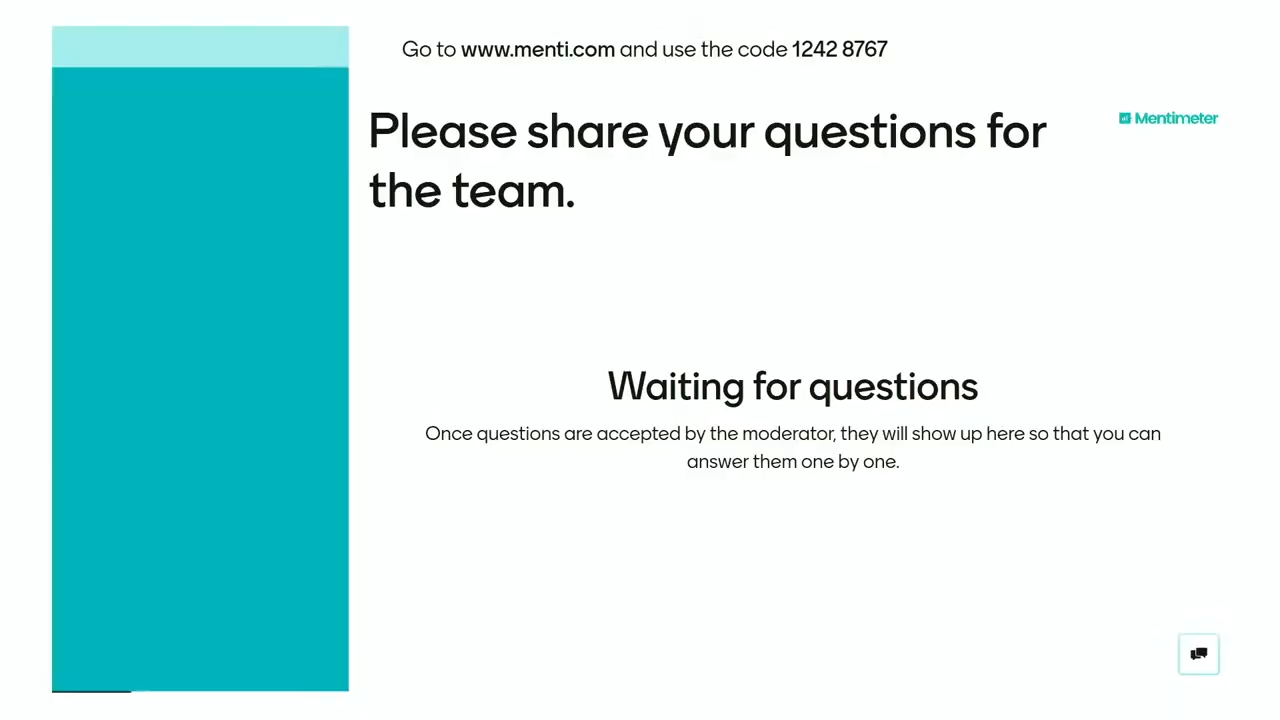 Go to www.menti.com and use the code 1242 8767
Please share your questions for
the team.
Mentimeter
Waiting for questions
Once questions are accepted by the moderator, they will show up here so that you can
answer them one by one.